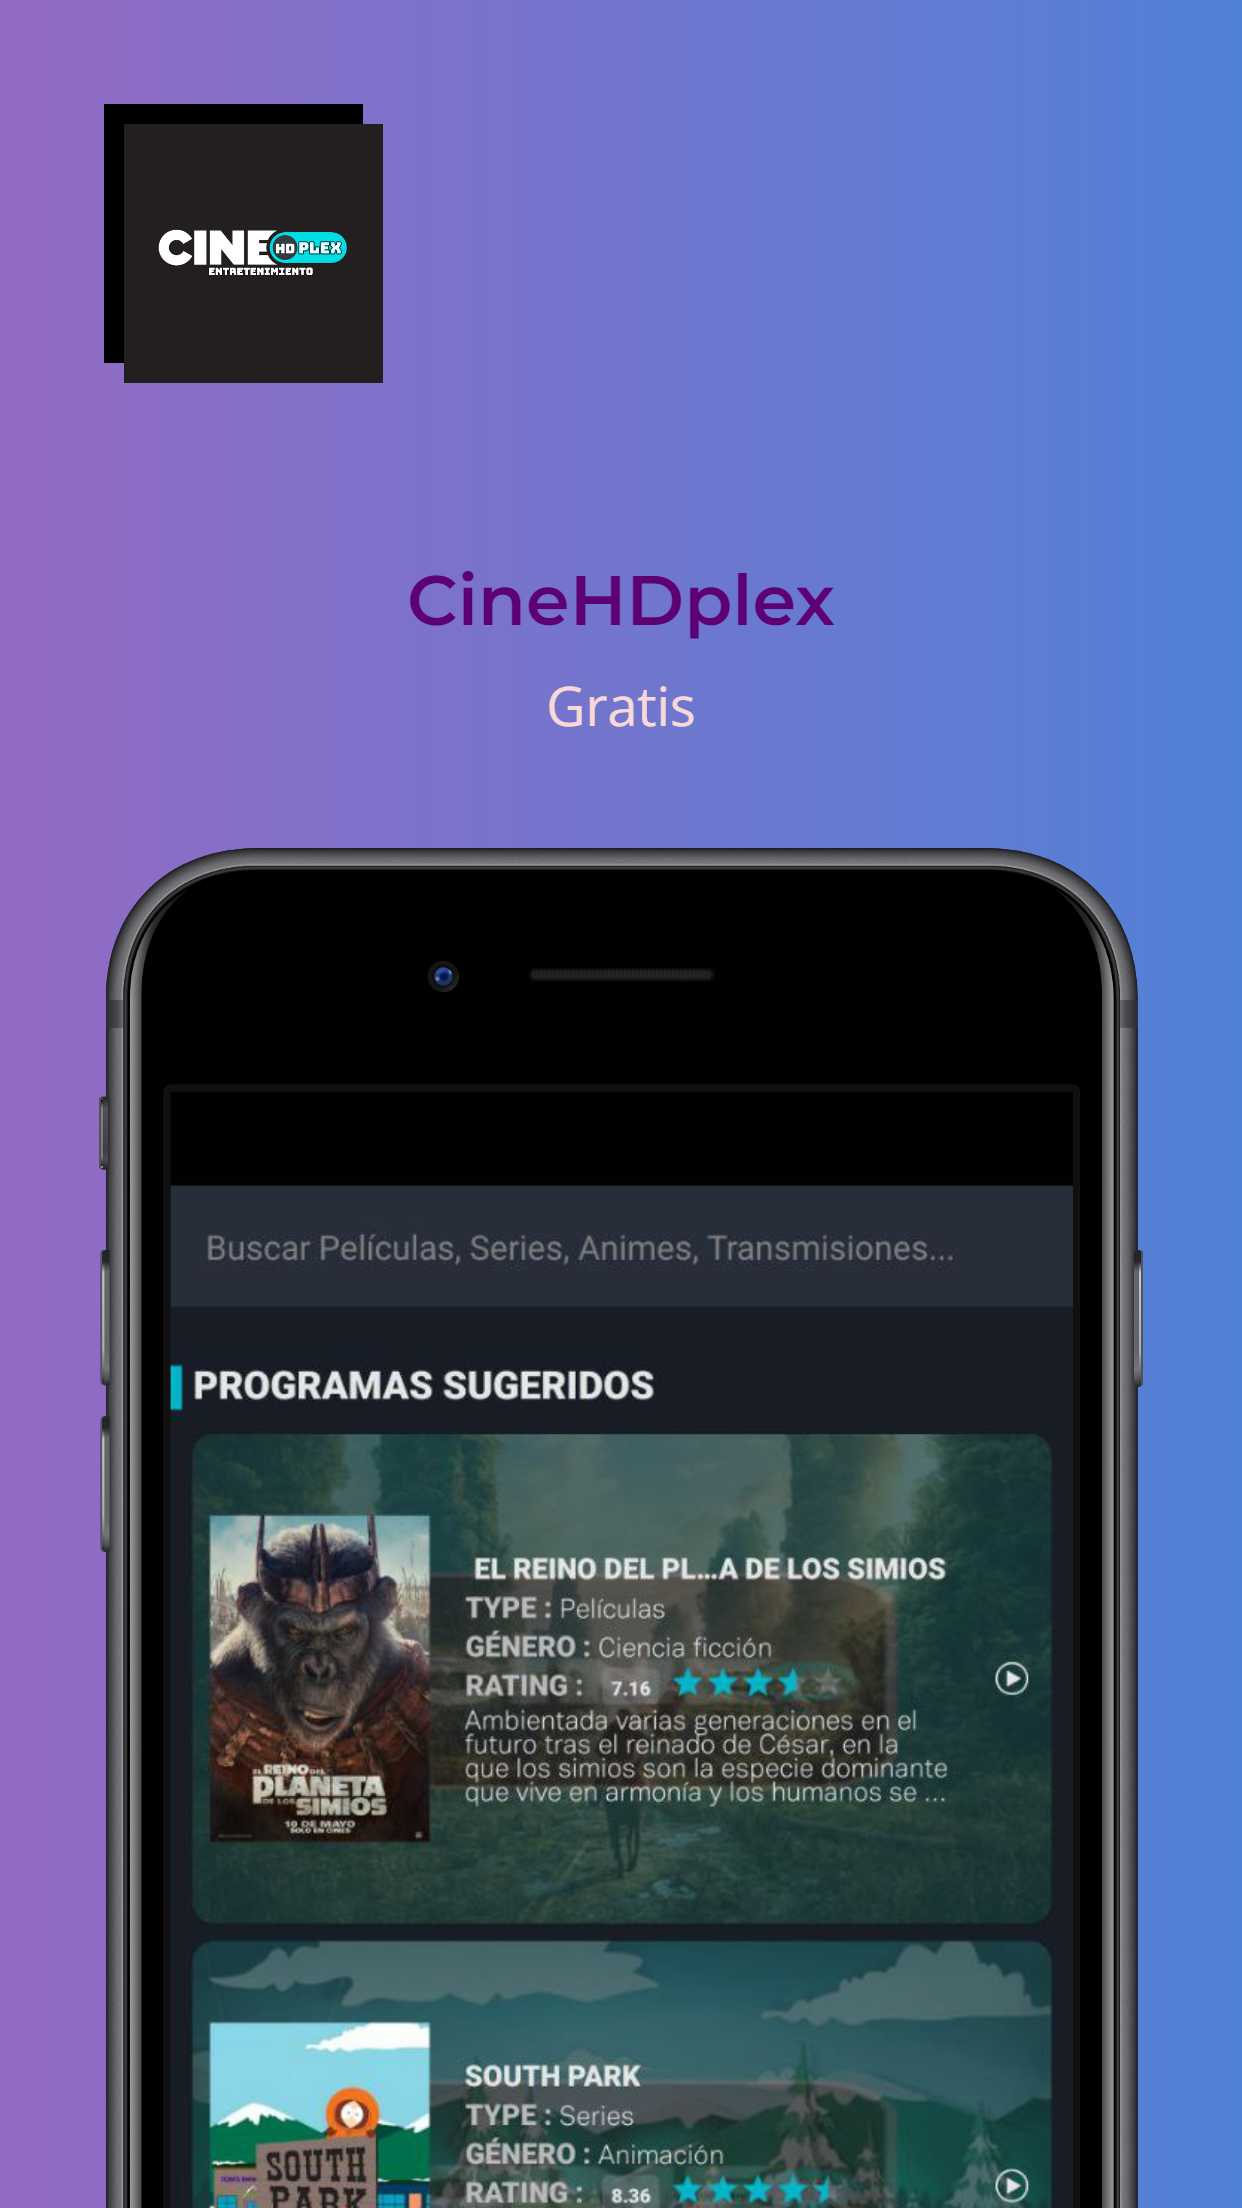 CINE HD PLEX
ENTRETENIMIENTO
CineHDplex
Gratis
Buscar Películas, Series, Animes, Transmisiones...
PROGRAMAS SUGERIDOS
EL REINO DEL PL...A DE LOS SIMIOS
TYPE : Películas
GÉNERO : Ciencia ficción
RATING : 7.16
Ambientada varias generaciones en el
futuro tras el reinado de César, en la
que los simios son la especie dominante
que vive en armonía y los humanos se ...
EL REINO DEL
PLANETA
DE LOS SIMIOS
10 DE MAYO
SOLO EN CINES
SOUTH PARK
TYPE : Series
GÉNERO : Animación
RATING : 8.36
SOUTH
PARK